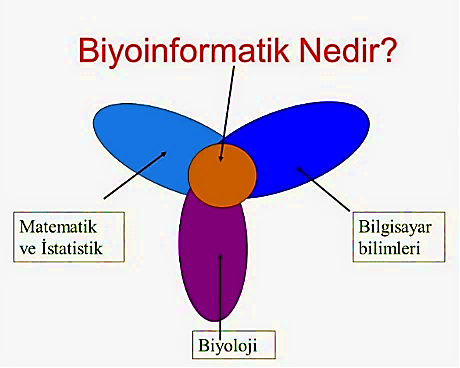 Biyoinformatik Nedir?
Matematik
ve İstatistik
Bilgisayar
bilimleri
Biyoloji